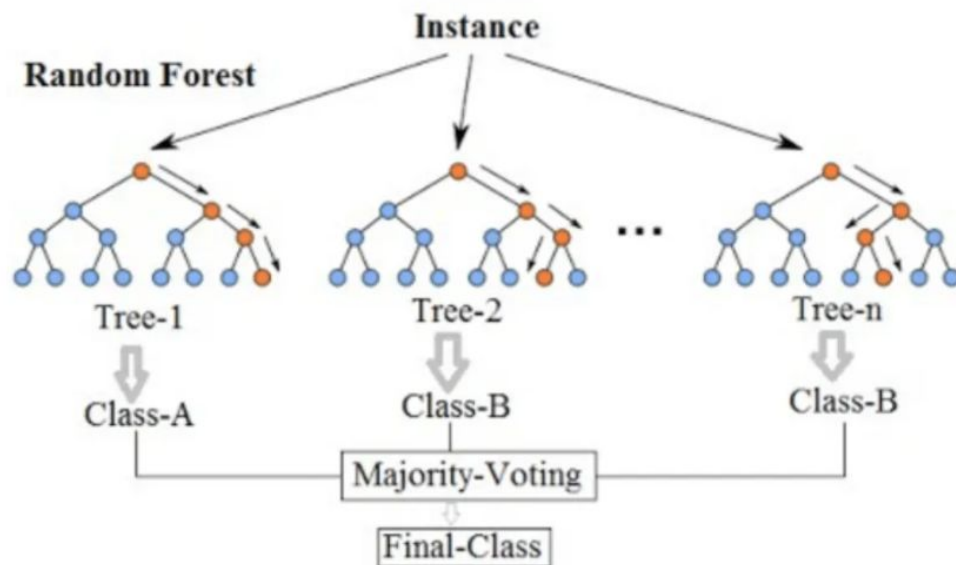 Instance
Random Forest
...
Tree-1
Tree-2
Tree-n
Class-A
Class-B
Class-B
Majority-Voting
Final-Class